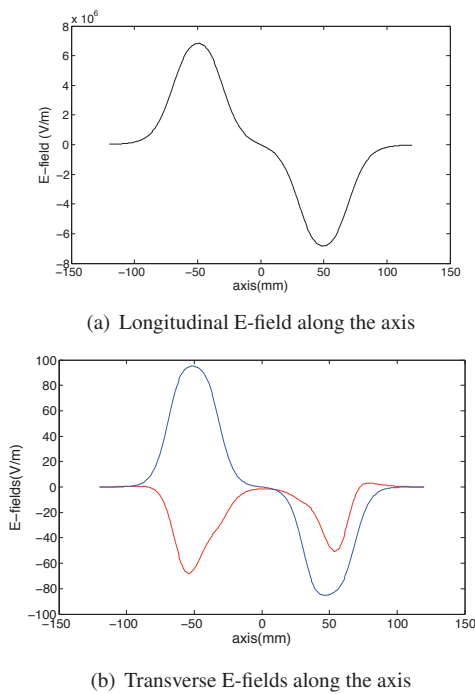 x 10⁶
8
6
4
2
0
−2
−4
−6
8
E−field (V/m)
−150 −100 −50 0 50 100 150
axis(mm)
(a) Longitudinal E-field along the axis
100
80
60
40
20
0
−20
−40
−60
−80
−100
E−fields(V/m)
−150 −100 −50 0 50 100 150
axis(mm)
(b) Transverse E-fields along the axis